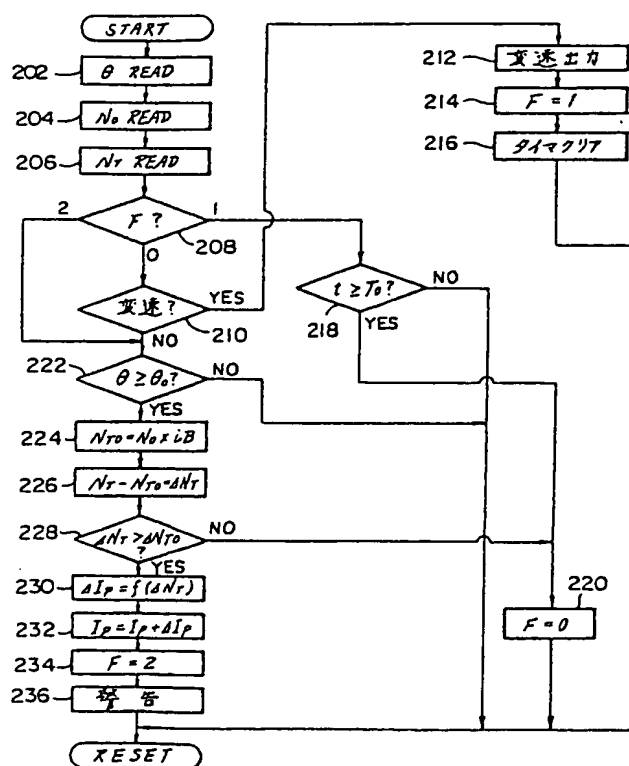 START
202 θ READ
204 No READ
206 NT READ
2 F? 1
208
0
変速? YES
210
NO
222 θ ≥ θo? NO
YES
224 NTO=No×iB
226 NT-NTO=ΔNT
228 ΔNT>ΔNTO? NO
YES
230 ΔIp=f(ΔNT)
232 Ip=Ip+ΔIp
234 F=2
236 警告
RESET
212 変速出力
214 F=1
216 タイマクリア
t ≥ To? NO
218 YES
220
F=0